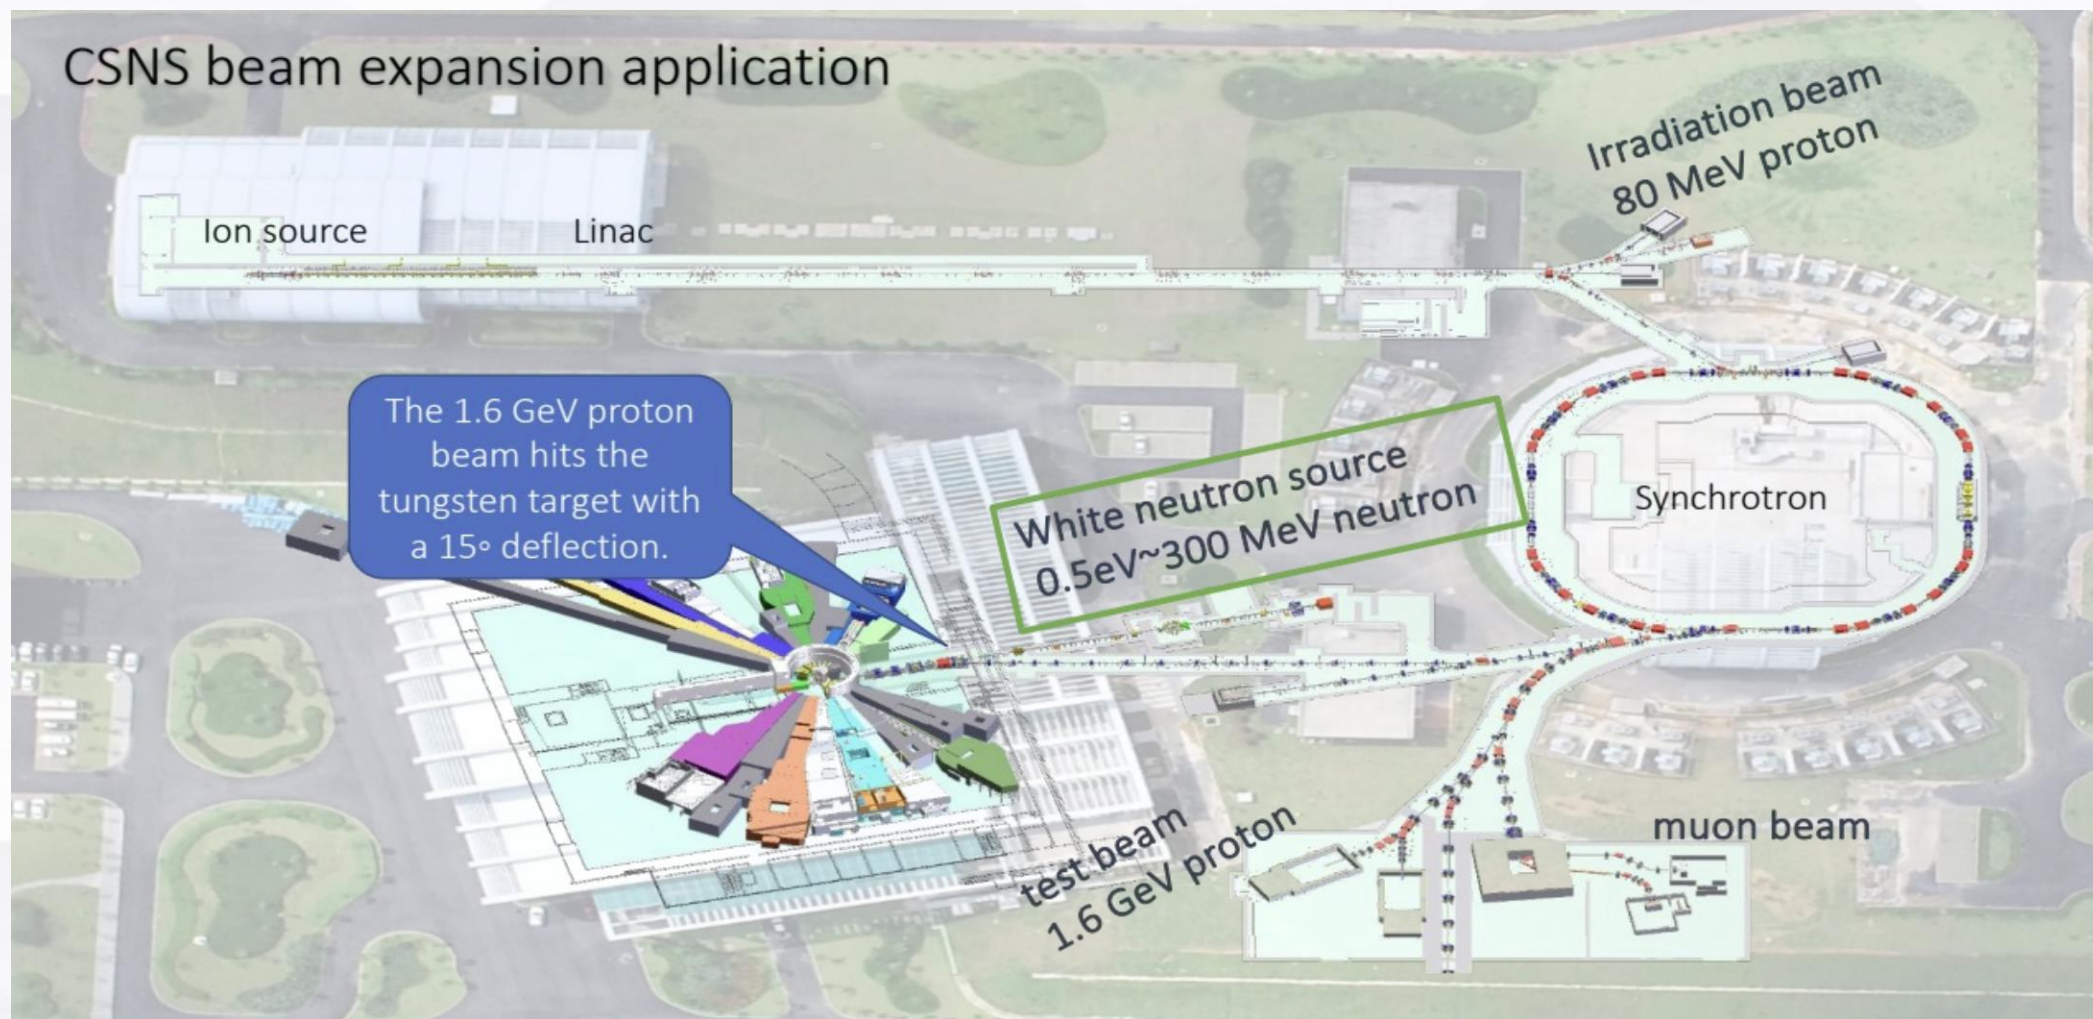 CSNS beam expansion application
Irradiation beam
80 MeV proton
Ion source
Linac
The 1.6 GeV proton
beam hits the
tungsten target with
a 15◦ deflection.
White neutron source
0.5eV~300 MeV neutron
Synchrotron
test beam
1.6 GeV proton
muon beam